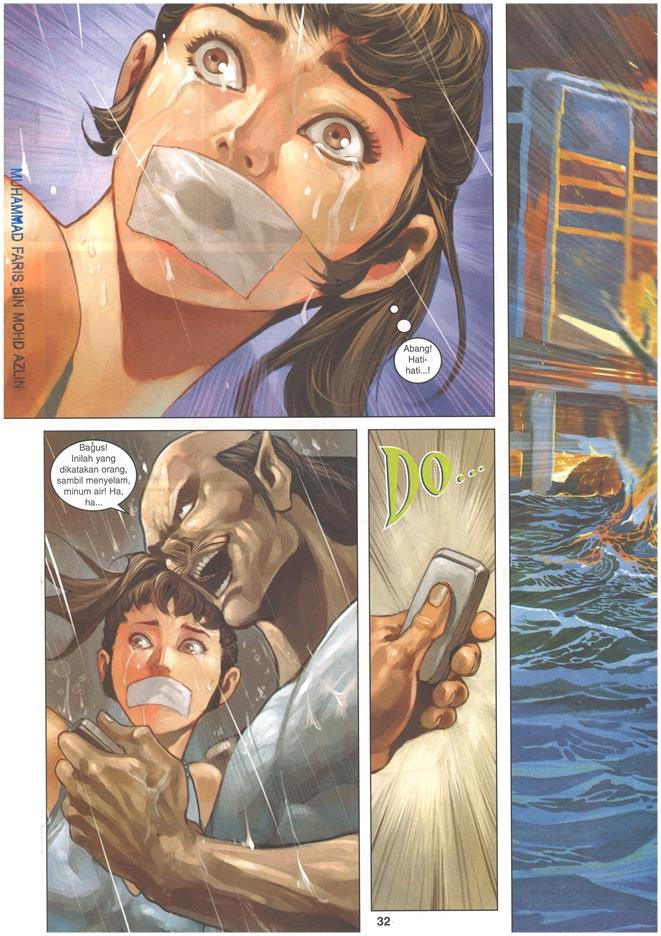 MUHAMMAD FARIS BIN MOHD AZLIN
Abang!
Hati-
hati...!
Bagus!
Inilah yang
dikatakan orang,
sambil menyelam,
minum air! Ha,
ha...
DO...
32